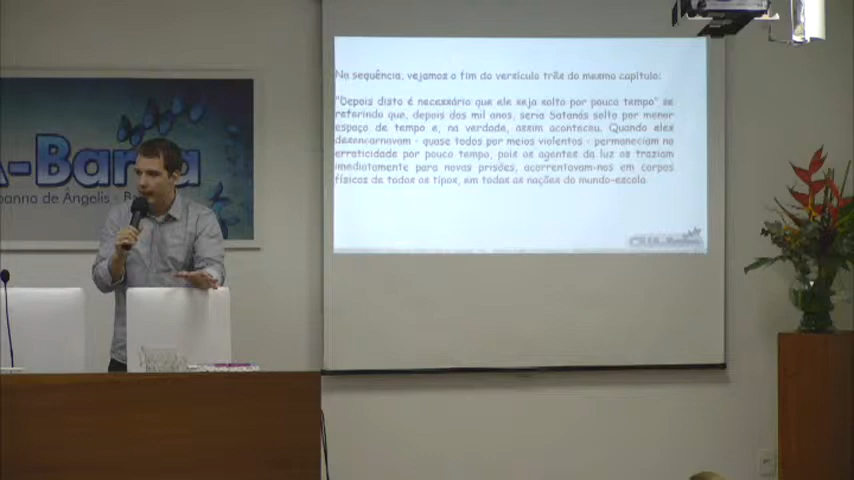 Na sequência, vejamos o fim do versículo três do mesmo capítulo:
"Depois disto é necessário que ele seja solto por pouco tempo" se
referindo que, depois dos mil anos, seria Satanás solto por menor
espaço de tempo e, na verdade, assim aconteceu. Quando eles
desencarnavam - quase todos por meios violentos - permaneciam na
erraticidade por pouco tempo, pois os agentes da luz os traziam
imediatamente para novas prisões, acorrentavam-nos em corpos
físicos de todos os tipos, em todas as nações do mundo-escola.
A-Barra
oanna de Ângelis - B